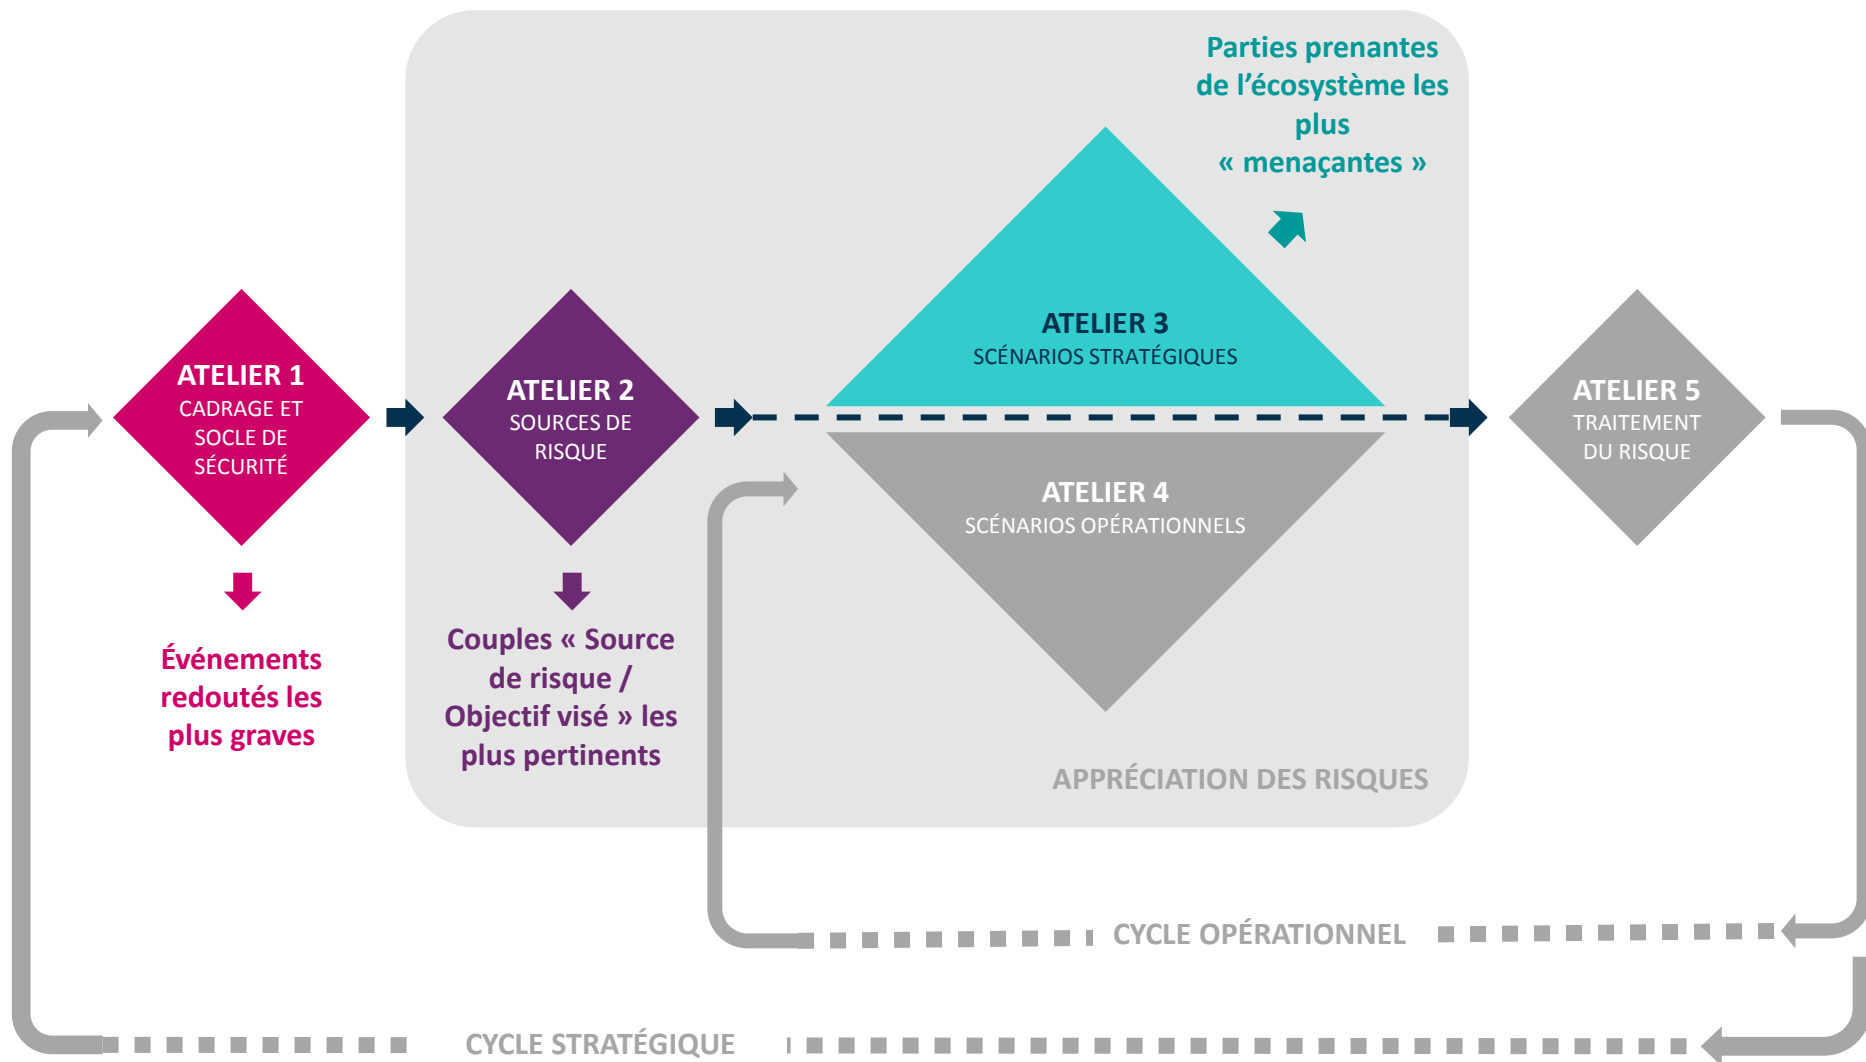 Parties prenantes
de l’écosystème les
plus
« menaçantes »
ATELIER 1
CADRAGE ET
SOCLE DE
SÉCURITÉ
ATELIER 2
SOURCES DE
RISQUE
ATELIER 3
SCÉNARIOS STRATÉGIQUES
ATELIER 4
SCÉNARIOS OPÉRATIONNELS
ATELIER 5
TRAITEMENT
DU RISQUE
Événements
redoutés les
plus graves
Couples « Source
de risque /
Objectif visé » les
plus pertinents
APPRÉCIATION DES RISQUES
CYCLE OPÉRATIONNEL
CYCLE STRATÉGIQUE